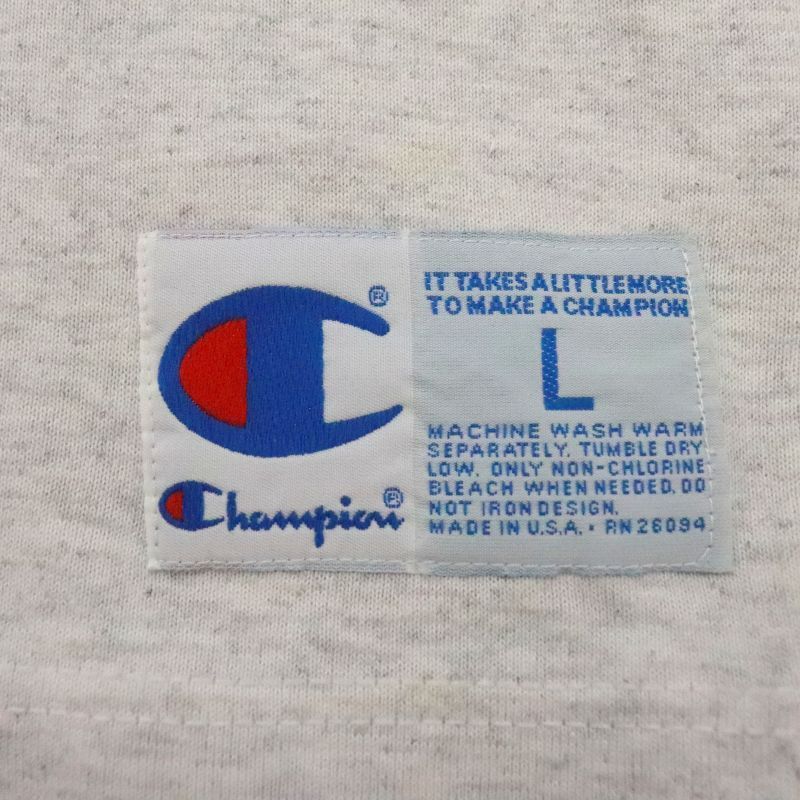 ®
Champion®
IT TAKES A LITTLE MORE
TO MAKE A CHAMPION
L
MACHINE WASH WARM
SEPARATELY. TUMBLE DRY
LOW. ONLY NON-CHLORINE
BLEACH WHEN NEEDED. DO
NOT IRON DESIGN.
MADE IN U.S.A. • RN 26094